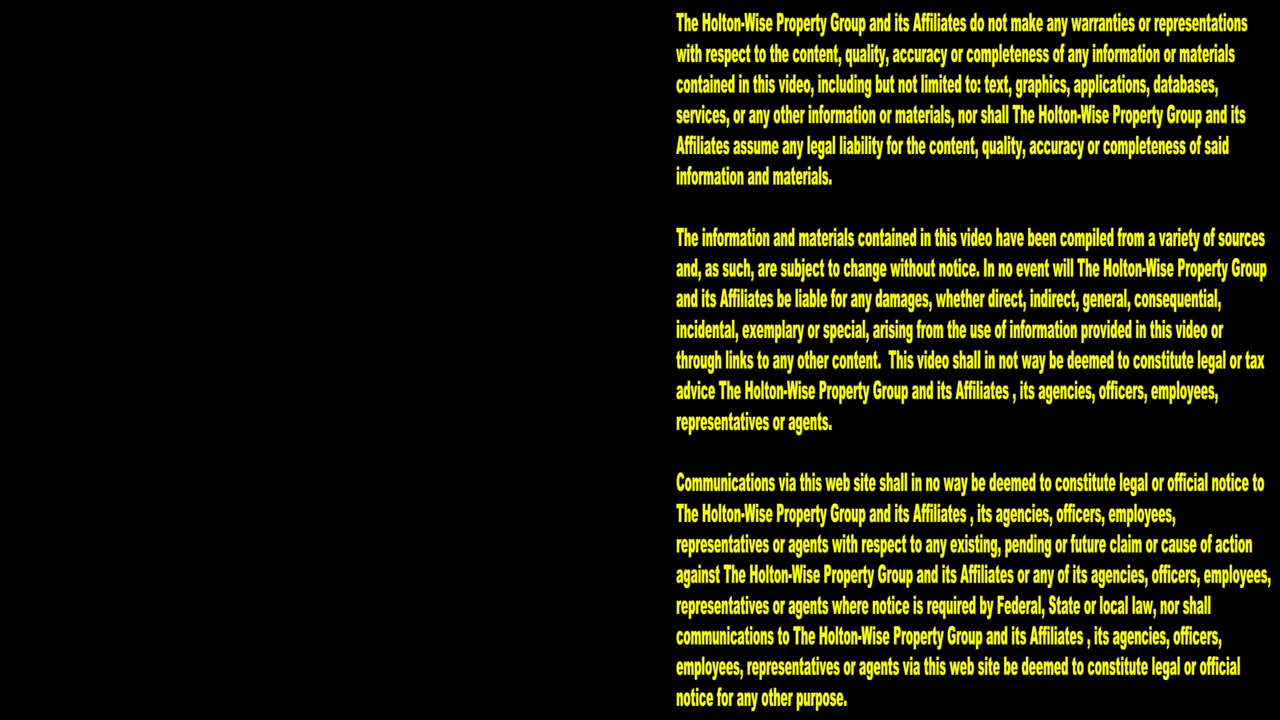 The Holton-Wise Property Group and its Affiliates do not make any warranties or representations
with respect to the content, quality, accuracy or completeness of any information or materials
contained in this video, including but not limited to: text, graphics, applications, databases,
services, or any other information or materials, nor shall The Holton-Wise Property Group and its
Affiliates assume any legal liability for the content, quality, accuracy or completeness of said
information and materials.
The information and materials contained in this video have been compiled from a variety of sources
and, as such, are subject to change without notice. In no event will The Holton-Wise Property Group
and its Affiliates be liable for any damages, whether direct, indirect, general, consequential,
incidental, exemplary or special, arising from the use of information provided in this video or
through links to any other content.  This video shall in not way be deemed to constitute legal or tax
advice The Holton-Wise Property Group and its Affiliates , its agencies, officers, employees,
representatives or agents.
Communications via this web site shall in no way be deemed to constitute legal or official notice to
The Holton-Wise Property Group and its Affiliates , its agencies, officers, employees,
representatives or agents with respect to any existing, pending or future claim or cause of action
against The Holton-Wise Property Group and its Affiliates or any of its agencies, officers, employees,
representatives or agents where notice is required by Federal, State or local law, nor shall
communications to The Holton-Wise Property Group and its Affiliates , its agencies, officers,
employees, representatives or agents via this web site be deemed to constitute legal or official
notice for any other purpose.